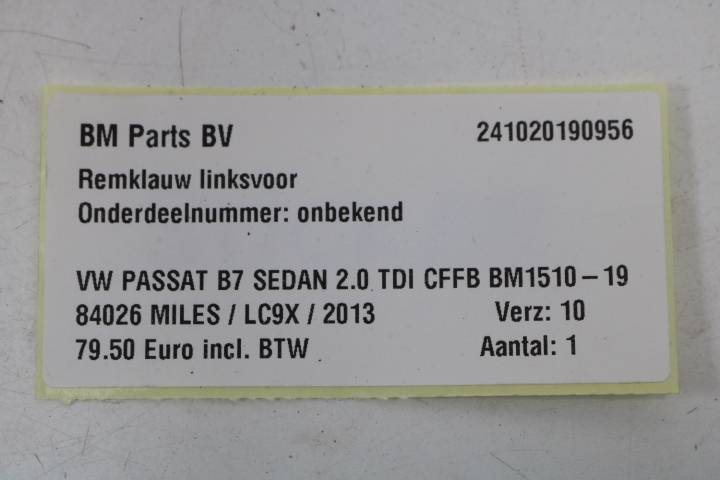 BM Parts BV 241020190956
Remklauw linksvoor
Onderdeelnummer: onbekend
VW PASSAT B7 SEDAN 2.0 TDI CFFB BM1510-19
84026 MILES / LC9X / 2013 Verz: 10
79.50 Euro incl. BTW Aantal: 1